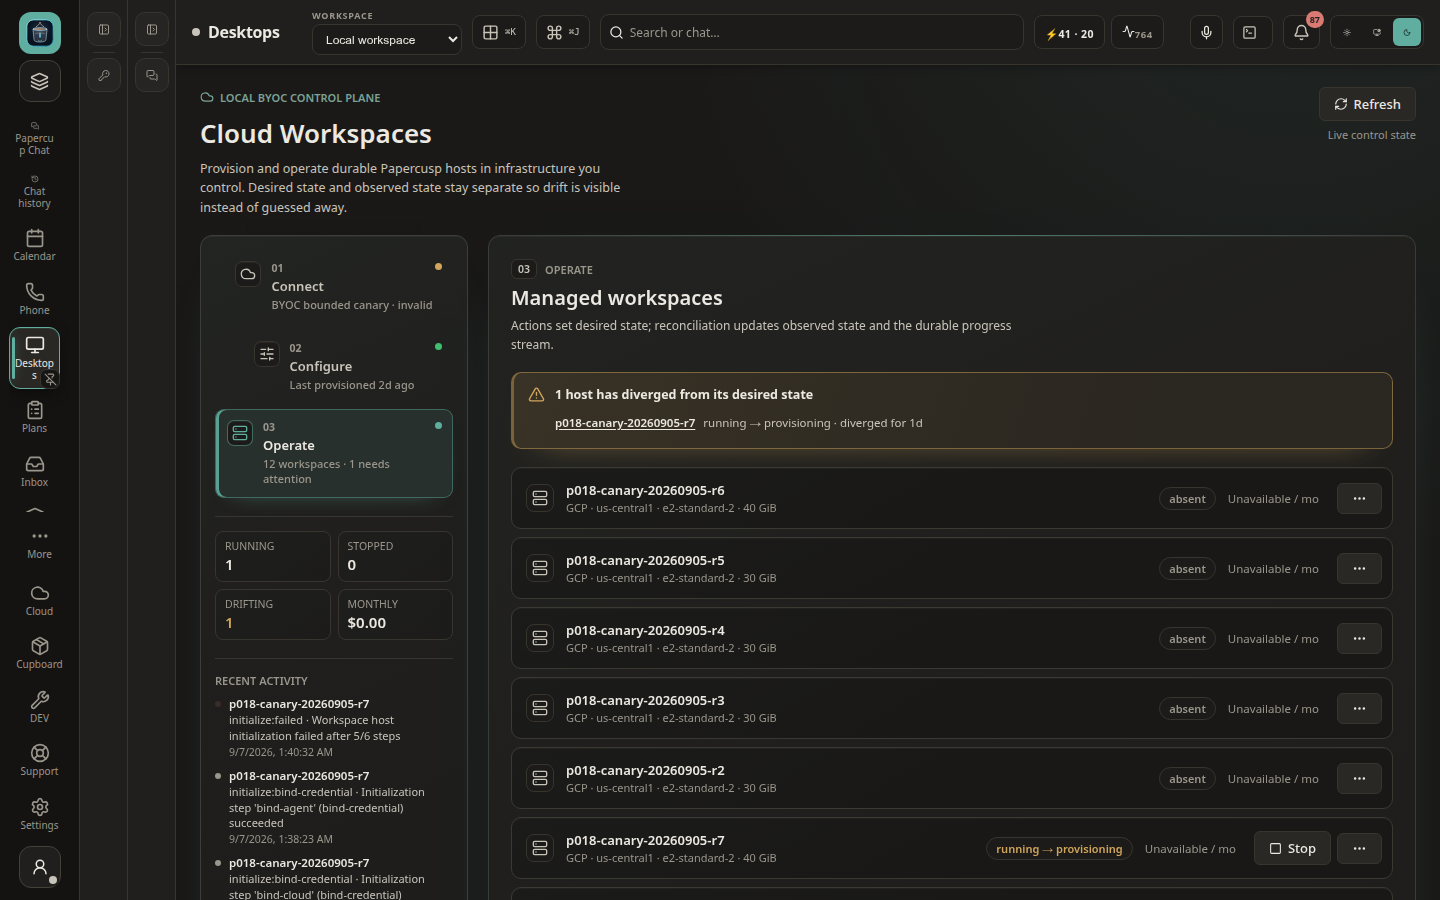 Papercu
p Chat
Chat
history
Calendar
Phone
Desktop
s
Plans
Inbox
More
Cloud
Cupboard
DEV
Support
Settings
Desktops
WORKSPACE
Local workspace
⌘K
⌘J
Search or chat...
⚡41 · 20
764
87
LOCAL BYOC CONTROL PLANE
Cloud Workspaces
Provision and operate durable Papercusp hosts in infrastructure you
control. Desired state and observed state stay separate so drift is visible
instead of guessed away.
Refresh
Live control state
01
Connect
BYOC bounded canary · invalid
02
Configure
Last provisioned 2d ago
03
Operate
12 workspaces · 1 needs
attention
RUNNING
1
STOPPED
0
DRIFTING
1
MONTHLY
$0.00
RECENT ACTIVITY
p018-canary-20260905-r7
initialize:failed · Workspace host
initialization failed after 5/6 steps
9/7/2026, 1:40:32 AM
p018-canary-20260905-r7
initialize:bind-credential · Initialization
step 'bind-agent' (bind-credential)
succeeded
9/7/2026, 1:38:23 AM
p018-canary-20260905-r7
initialize:bind-credential · Initialization
step 'bind-cloud' (bind-credential)
03 OPERATE
Managed workspaces
Actions set desired state; reconciliation updates observed state and the durable progress
stream.
1 host has diverged from its desired state
p018-canary-20260905-r7 running → provisioning · diverged for 1d
p018-canary-20260905-r6
GCP · us-central1 · e2-standard-2 · 40 GiB
absent
Unavailable / mo
p018-canary-20260905-r5
GCP · us-central1 · e2-standard-2 · 30 GiB
absent
Unavailable / mo
p018-canary-20260905-r4
GCP · us-central1 · e2-standard-2 · 30 GiB
absent
Unavailable / mo
p018-canary-20260905-r3
GCP · us-central1 · e2-standard-2 · 30 GiB
absent
Unavailable / mo
p018-canary-20260905-r2
GCP · us-central1 · e2-standard-2 · 30 GiB
absent
Unavailable / mo
p018-canary-20260905-r7
GCP · us-central1 · e2-standard-2 · 40 GiB
running → provisioning
Unavailable / mo
Stop